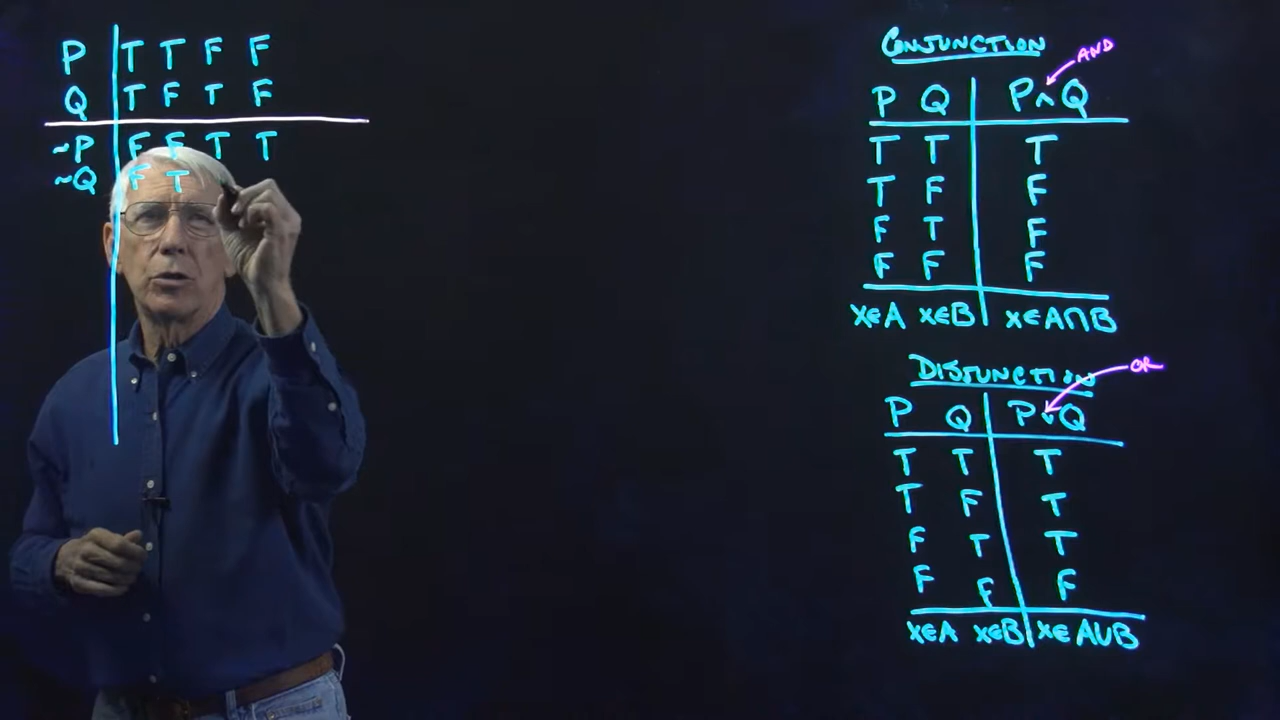 P T T F F
Q T F T F
~P F F T T
~Q F T
CONJUNCTION
AND
P Q P∧Q
T T T
T F F
F T F
F F F
x∈A x∈B x∈A∩B
DISJUNCTION
OR
P Q P∨Q
T T T
T F T
F T T
F F F
x∈A x∈B x∈A∪B